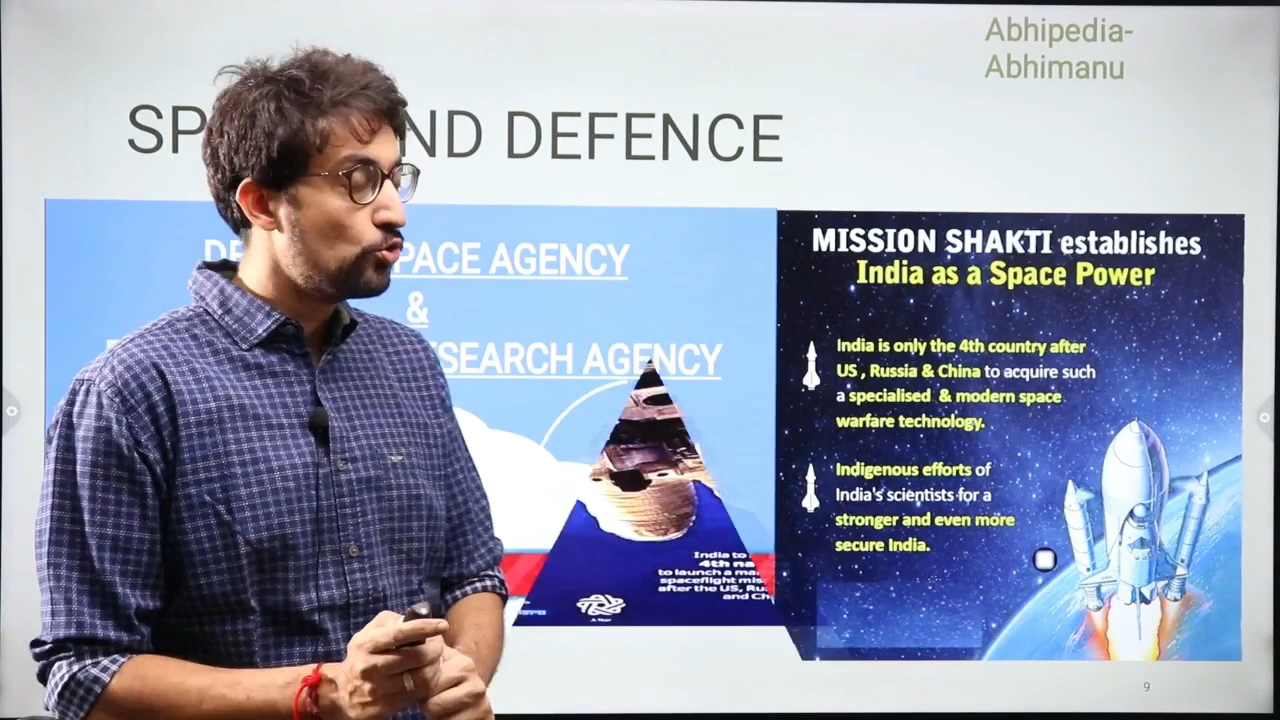 Abhipedia-
Abhimanu
SP ND DEFENCE
DE PACE AGENCY
&
ESEARCH AGENCY
India to
4th na
to launch a ma
spaceflight mis
after the US, Ru
and Ch
MISSION SHAKTI establishes
India as a Space Power
India is only the 4th country after
US , Russia & China to acquire such
a specialised & modern space
warfare technology.
Indigenous efforts of
India's scientists for a
stronger and even more
secure India.
9